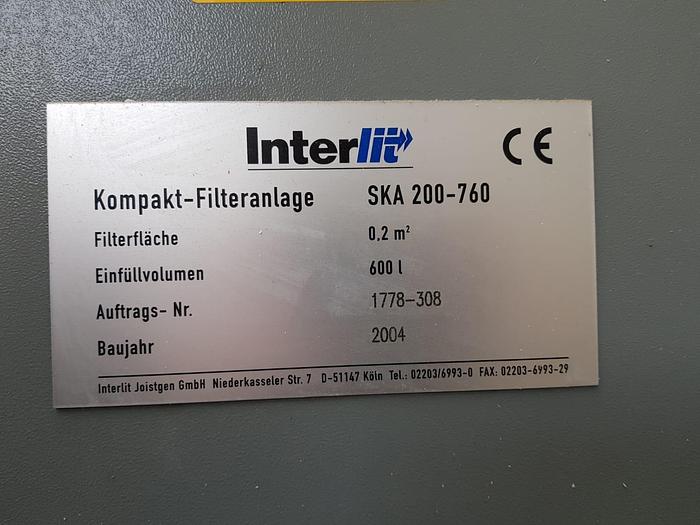 Interlit CE
Kompakt-Filteranlage SKA 200-760
Filterfläche 0,2 m²
Einfüllvolumen 600 l
Auftrags- Nr. 1778-308
Baujahr 2004
Interlit Joistgen GmbH Niederkasseler Str. 7 D-51147 Köln Tel.: 02203/6993-0 FAX: 02203-6993-29